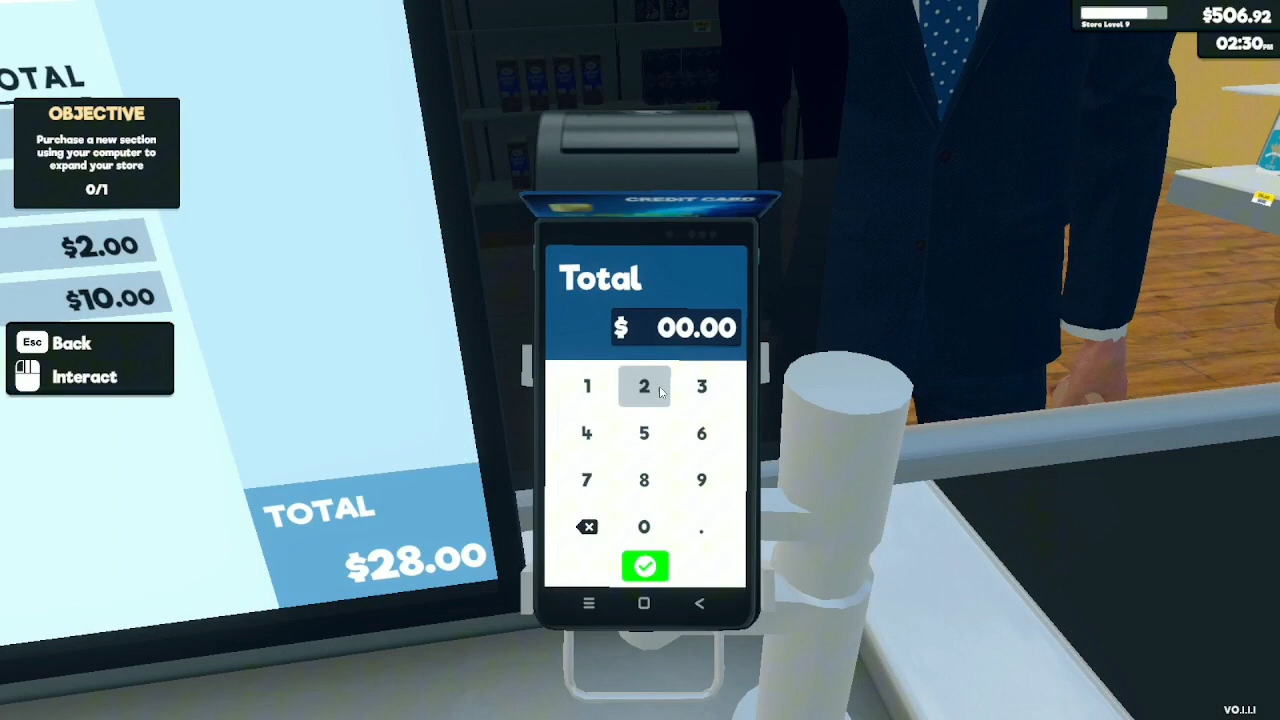 OTAL
OBJECTIVE
Purchase a new section
using your computer to
expand your store
0/1
$2.00
$10.00
Esc Back
Interact
TOTAL
$28.00
CREDIT CARD
Total
$ 00.00
1 2 3
4 5 6
7 8 9
0 .
$506.92
Store Level 9
02:30PM
V0.1.1.1